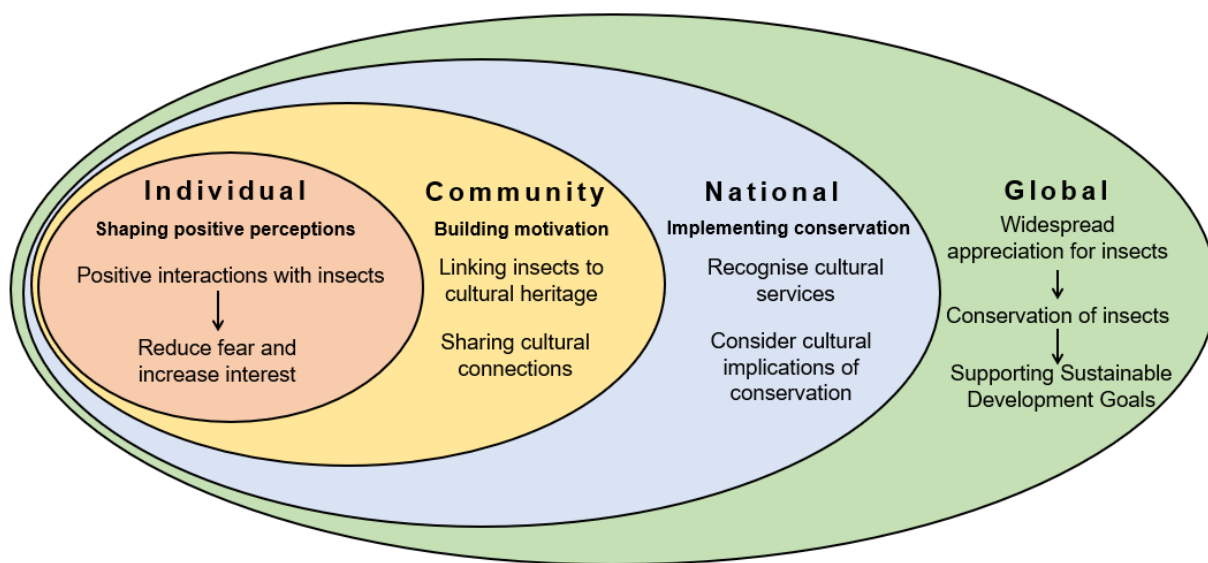 Individual
Shaping positive perceptions
Positive interactions with insects
Reduce fear and
increase interest
Community
Building motivation
Linking insects to
cultural heritage
Sharing cultural
connections
National
Implementing conservation
Recognise cultural
services
Consider cultural
implications of
conservation
Global
Widespread
appreciation for insects
Conservation of insects
Supporting Sustainable
Development Goals